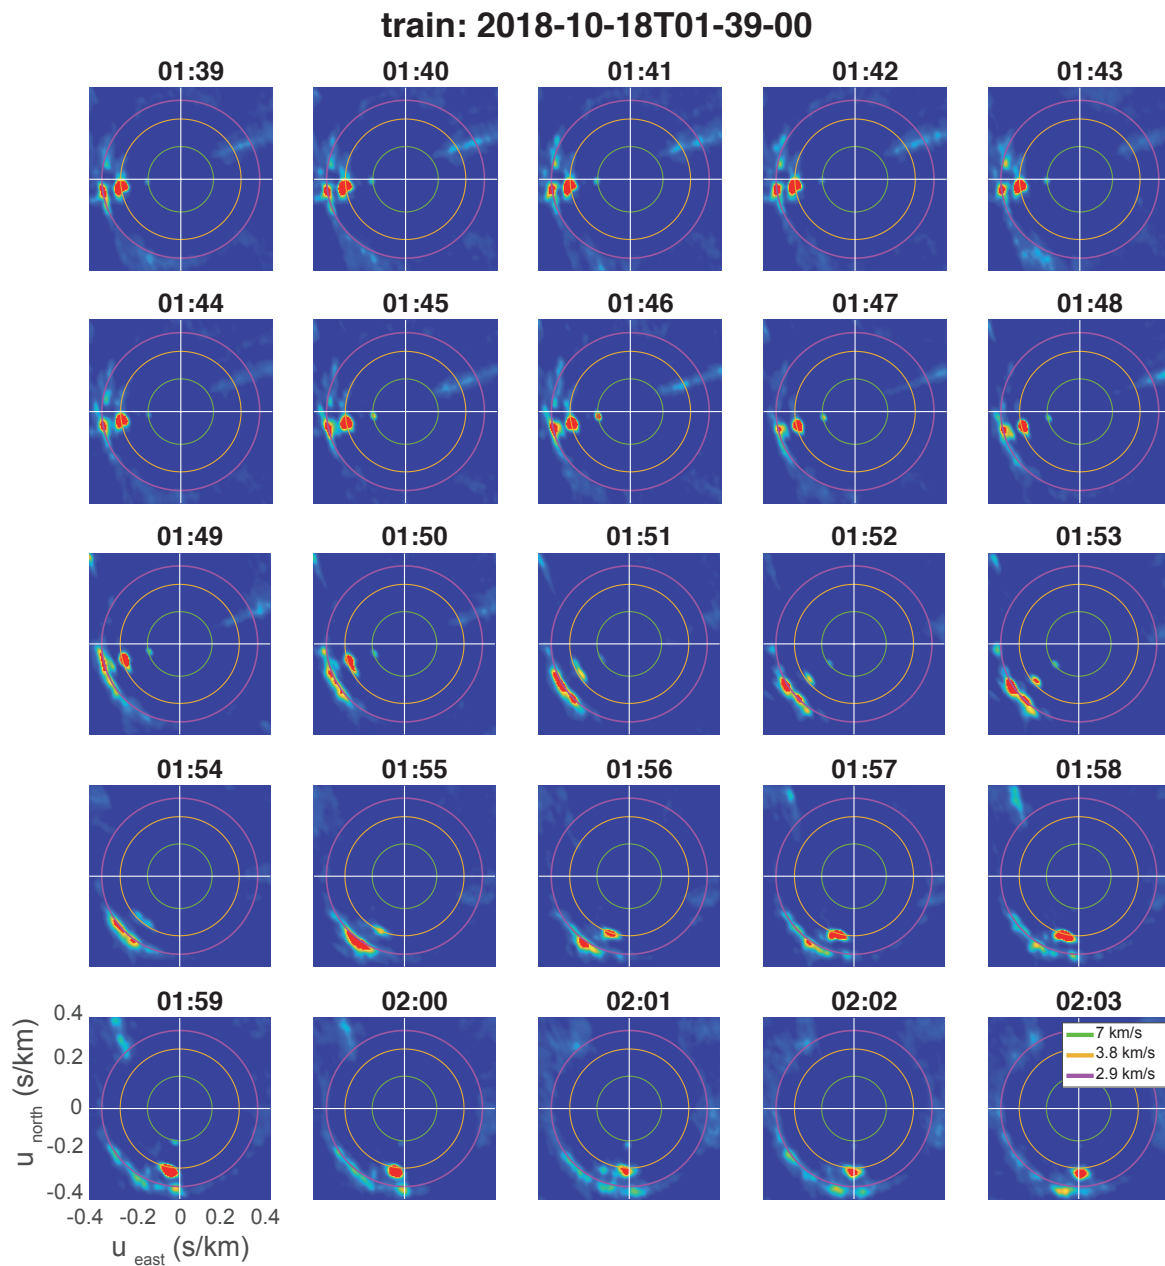 train: 2018-10-18T01-39-00
01:39 01:40 01:41 01:42 01:43
01:44 01:45 01:46 01:47 01:48
01:49 01:50 01:51 01:52 01:53
01:54 01:55 01:56 01:57 01:58
01:59 02:00 02:01 02:02 02:03
0.4
0.2
0
-0.2
-0.4
u north (s/km)
-0.4 -0.2 0 0.2 0.4
u east (s/km)
7 km/s
3.8 km/s
2.9 km/s